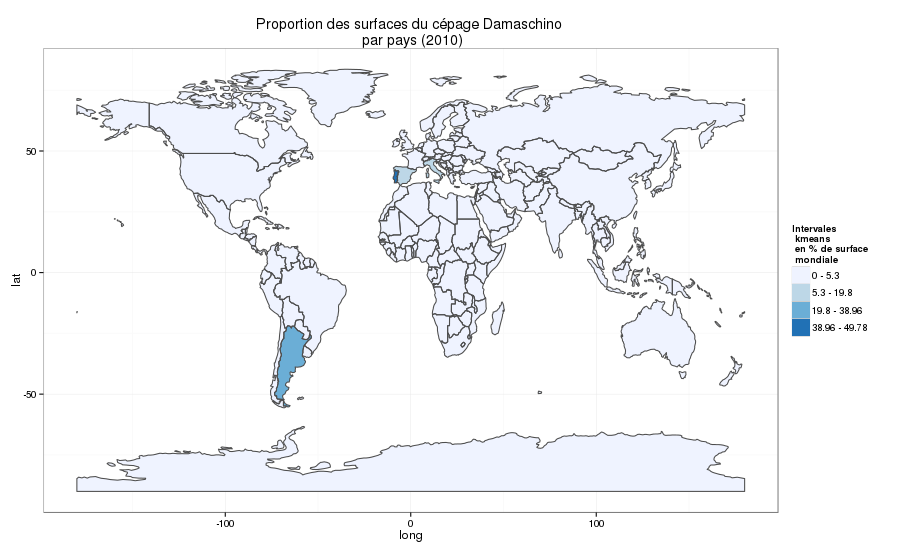 Proportion des surfaces du cépage Damaschino
par pays (2010)
50
0
-50
lat
-100
0
100
long
Intervales
kmeans
en % de surface
mondiale
0 - 5.3
5.3 - 19.8
19.8 - 38.96
38.96 - 49.78